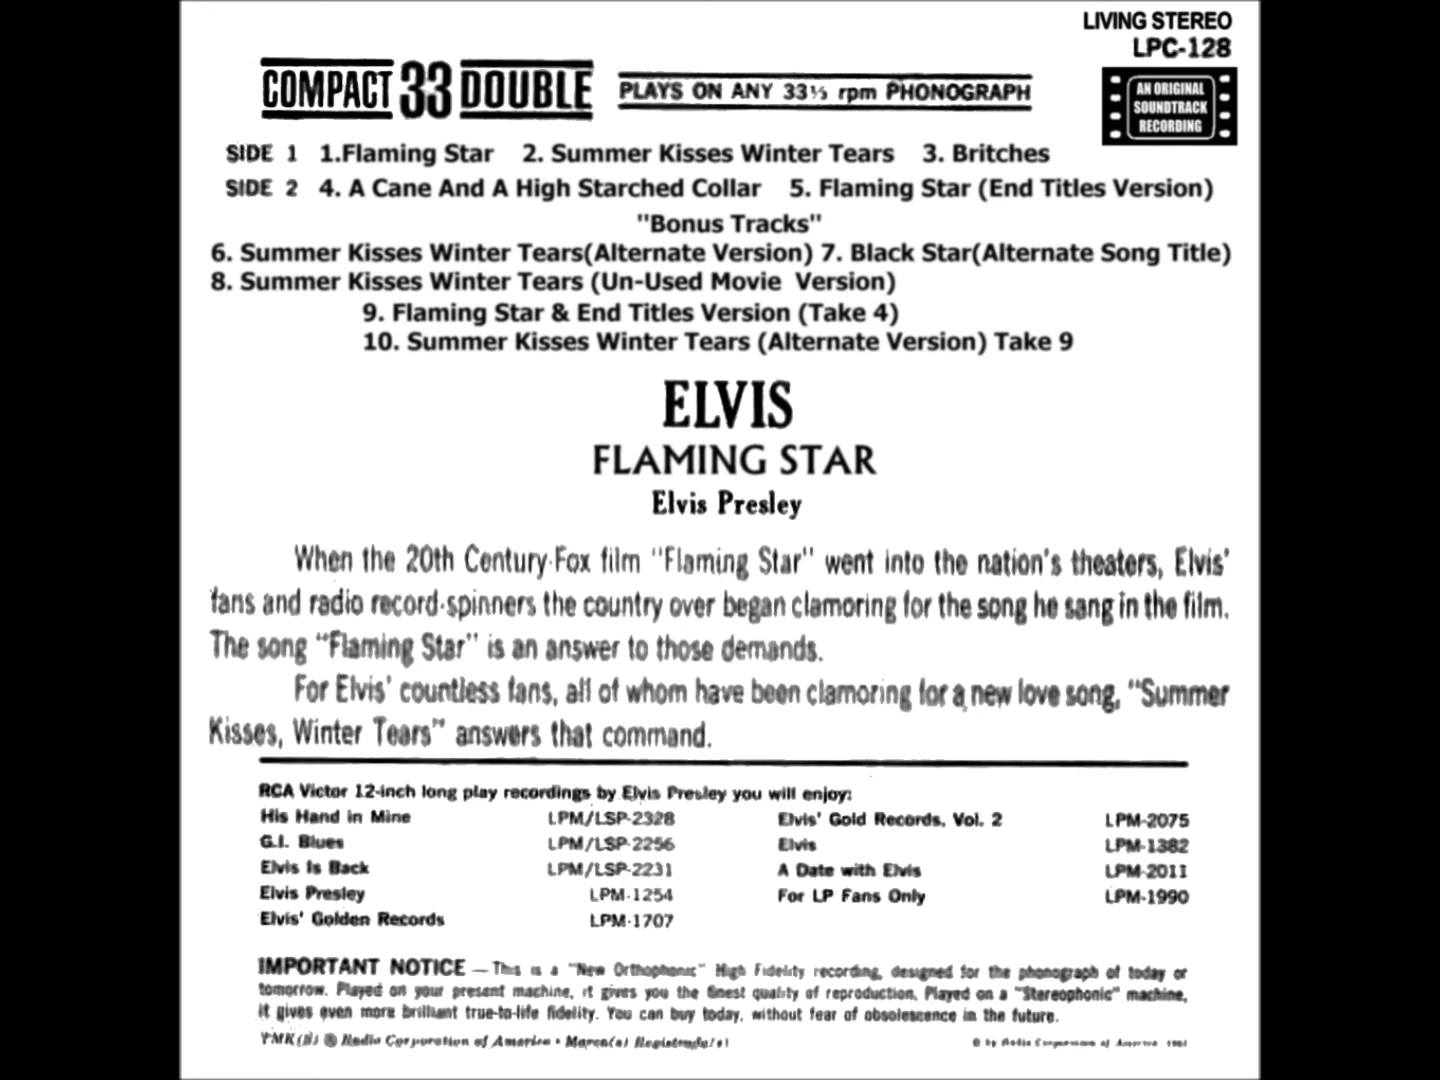 LIVING STEREO
LPC-128
COMPACT 33 DOUBLE
PLAYS ON ANY 33⅓ rpm PHONOGRAPH
AN ORIGINAL
SOUNDTRACK
RECORDING
SIDE 1 1.Flaming Star 2. Summer Kisses Winter Tears 3. Britches
SIDE 2 4. A Cane And A High Starched Collar 5. Flaming Star (End Titles Version)
"Bonus Tracks"
6. Summer Kisses Winter Tears(Alternate Version) 7. Black Star(Alternate Song Title)
8. Summer Kisses Winter Tears (Un-Used Movie Version)
9. Flaming Star & End Titles Version (Take 4)
10. Summer Kisses Winter Tears (Alternate Version) Take 9
ELVIS
FLAMING STAR
Elvis Presley
When the 20th Century-Fox film "Flaming Star" went into the nation's theaters, Elvis'
fans and radio record-spinners the country over began clamoring for the song he sang in the film.
The song "Flaming Star" is an answer to those demands.
For Elvis' countless fans, all of whom have been clamoring for a new love song, "Summer
Kisses, Winter Tears" answers that command.
RCA Victor 12-inch long play recordings by Elvis Presley you will enjoy:
His Hand in Mine LPM/LSP-2328 Elvis' Gold Records, Vol. 2 LPM-2075
G.I. Blues LPM/LSP-2256 Elvis LPM-1382
Elvis Is Back LPM/LSP-2231 A Date with Elvis LPM-2011
Elvis Presley LPM-1254 For LP Fans Only LPM-1990
Elvis' Golden Records LPM-1707
IMPORTANT NOTICE — This is a "New Orthophonic" High Fidelity recording, designed for the phonograph of today or
tomorrow. Played on your present machine, it gives you the finest quality of reproduction. Played on a "Stereophonic" machine,
it gives even more brilliant true-to-life fidelity. You can buy today, without fear of obsolescence in the future.
TMK(s) ® Radio Corporation of America • Marca(s) Registrada(s)
© by Radio Corporation of America 1961